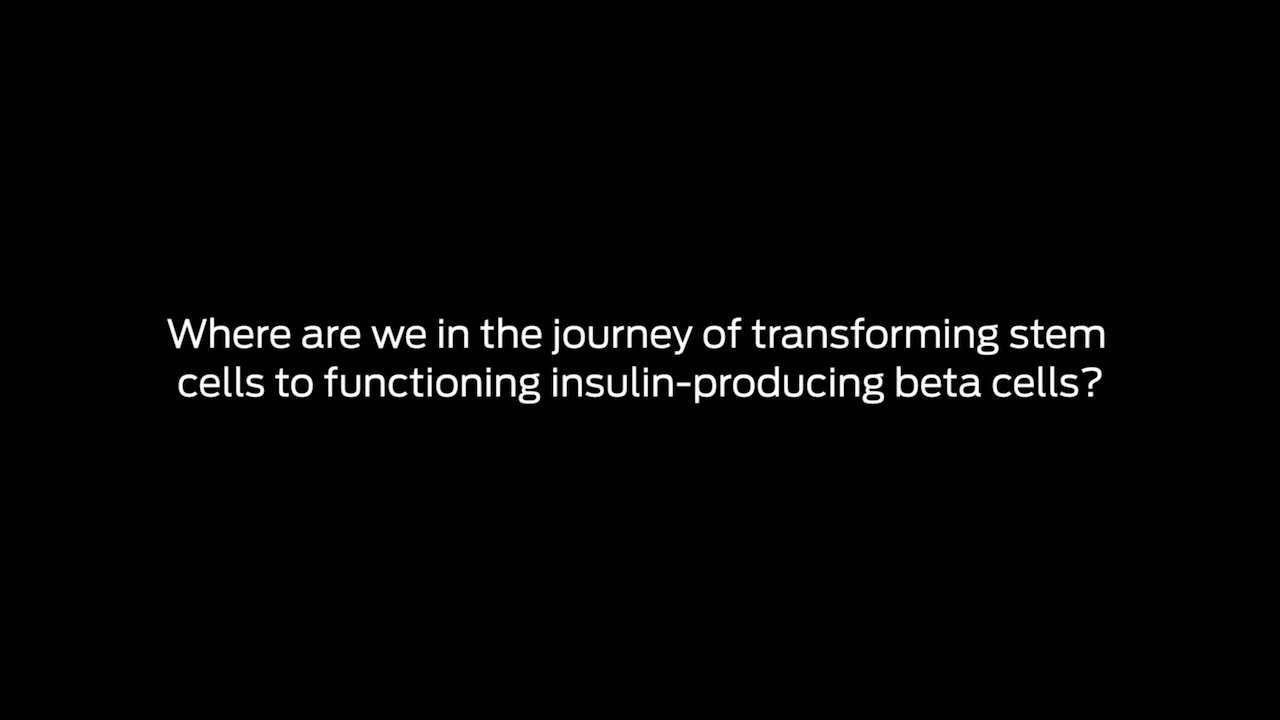 Where are we in the journey of transforming stem
cells to functioning insulin-producing beta cells?